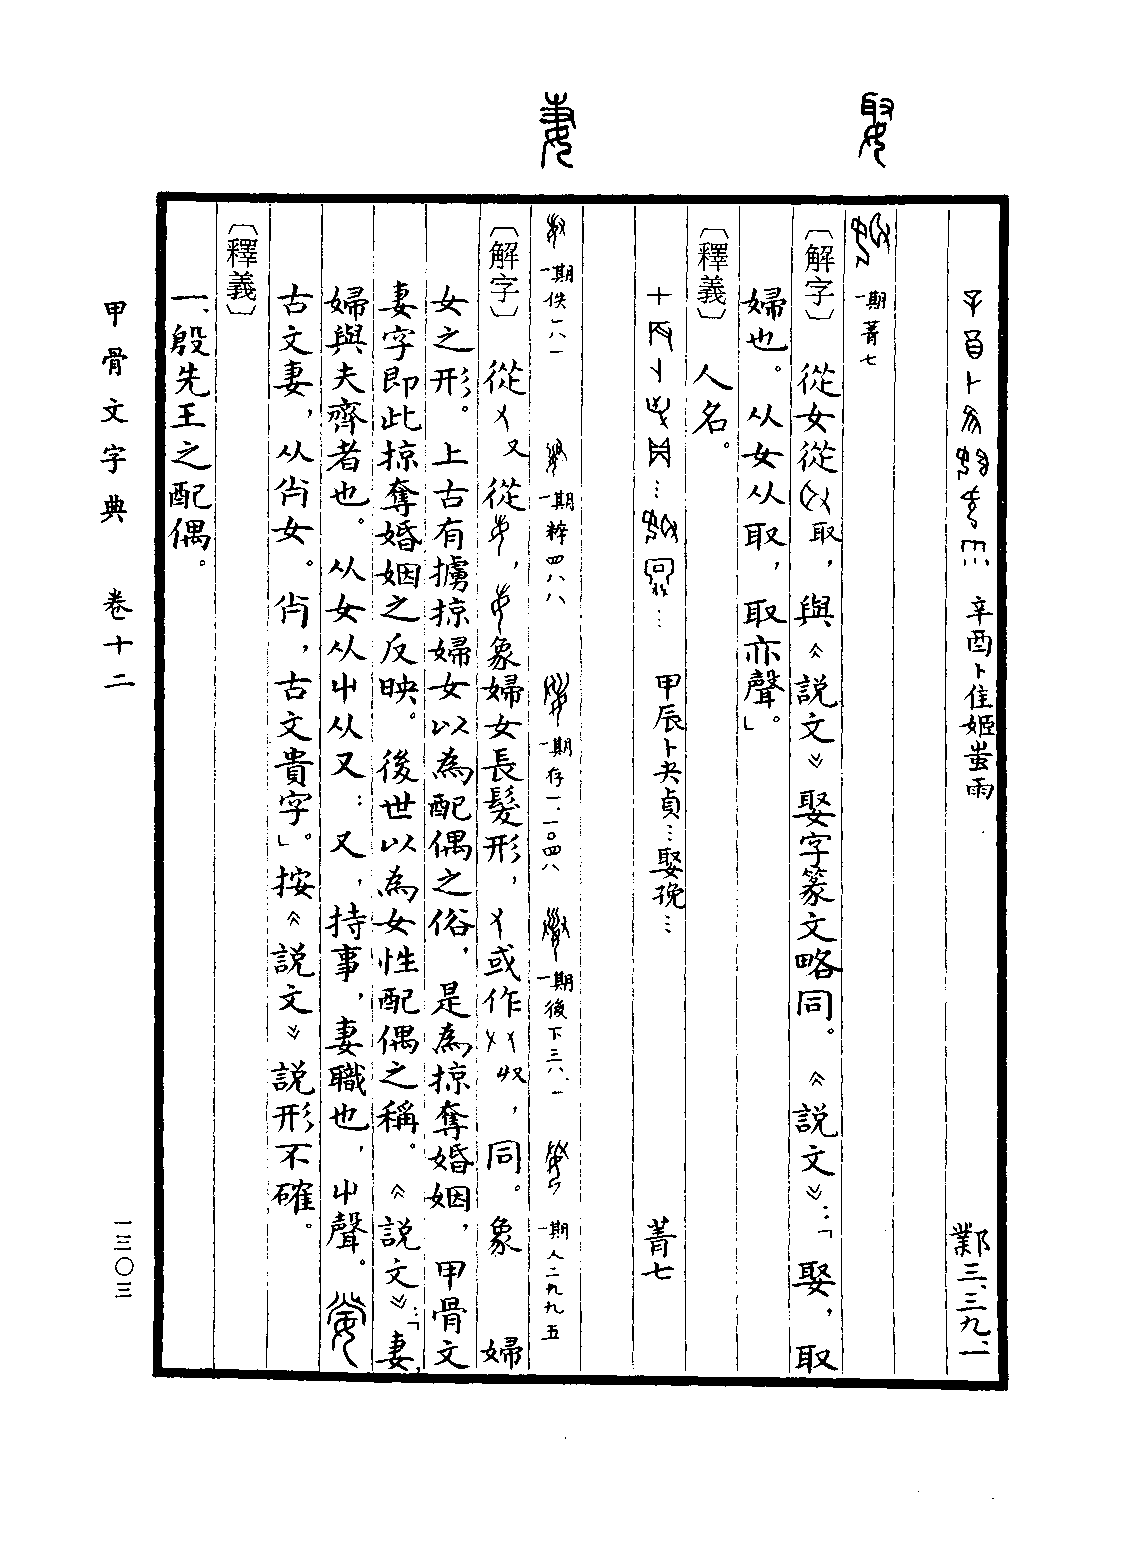 娶
妻
辛酉卜隹姬蚩雨 鄴三、三九、一
一期菁七
〔解字〕 從女從取，與《說文》娶字篆文略同。《說文》：「娶，取
婦也。从女从取，取亦聲」
〔釋義〕 人名。
甲辰卜㱿貞…娶㝃… 菁七
一期佚一八一 一期粹四八八 一期存一·一〇四八 一期後下三八·一 一期人二九九五
〔解字〕 從又從，象婦女長髮形，或作収，同。象 婦
女之形。上古有擄掠婦女以為配偶之俗，是為掠奪婚姻，甲骨文
妻字即此掠奪婚姻之反映。後世以為女性配偶之稱。《說文》：「妻，
婦與夫齊者也。从女从屮从又：又，持事，妻職也，屮聲。
古文妻，从㞥女。㞥，古文貴字」。按《說文》說形不確。
〔釋義〕
一、殷先王之配偶。
甲骨文字典 卷十二 一三〇三